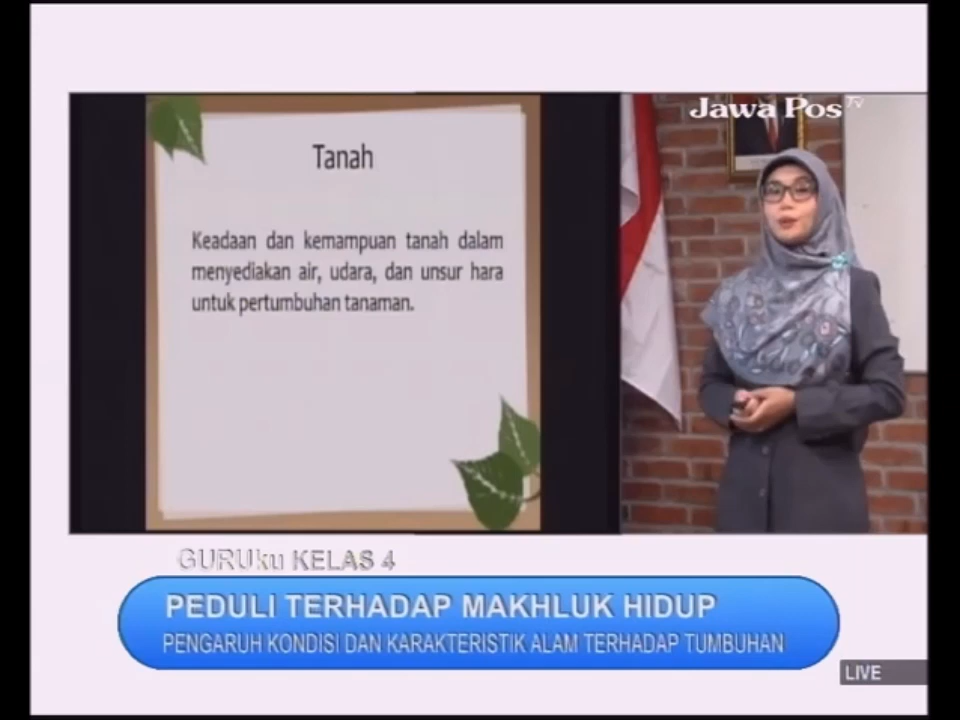 Jawa Pos TV
Tanah
Keadaan dan kemampuan tanah dalam
menyediakan air, udara, dan unsur hara
untuk pertumbuhan tanaman.
GURUku KELAS 4
PEDULI TERHADAP MAKHLUK HIDUP
PENGARUH KONDISI DAN KARAKTERISTIK ALAM TERHADAP TUMBUHAN
LIVE